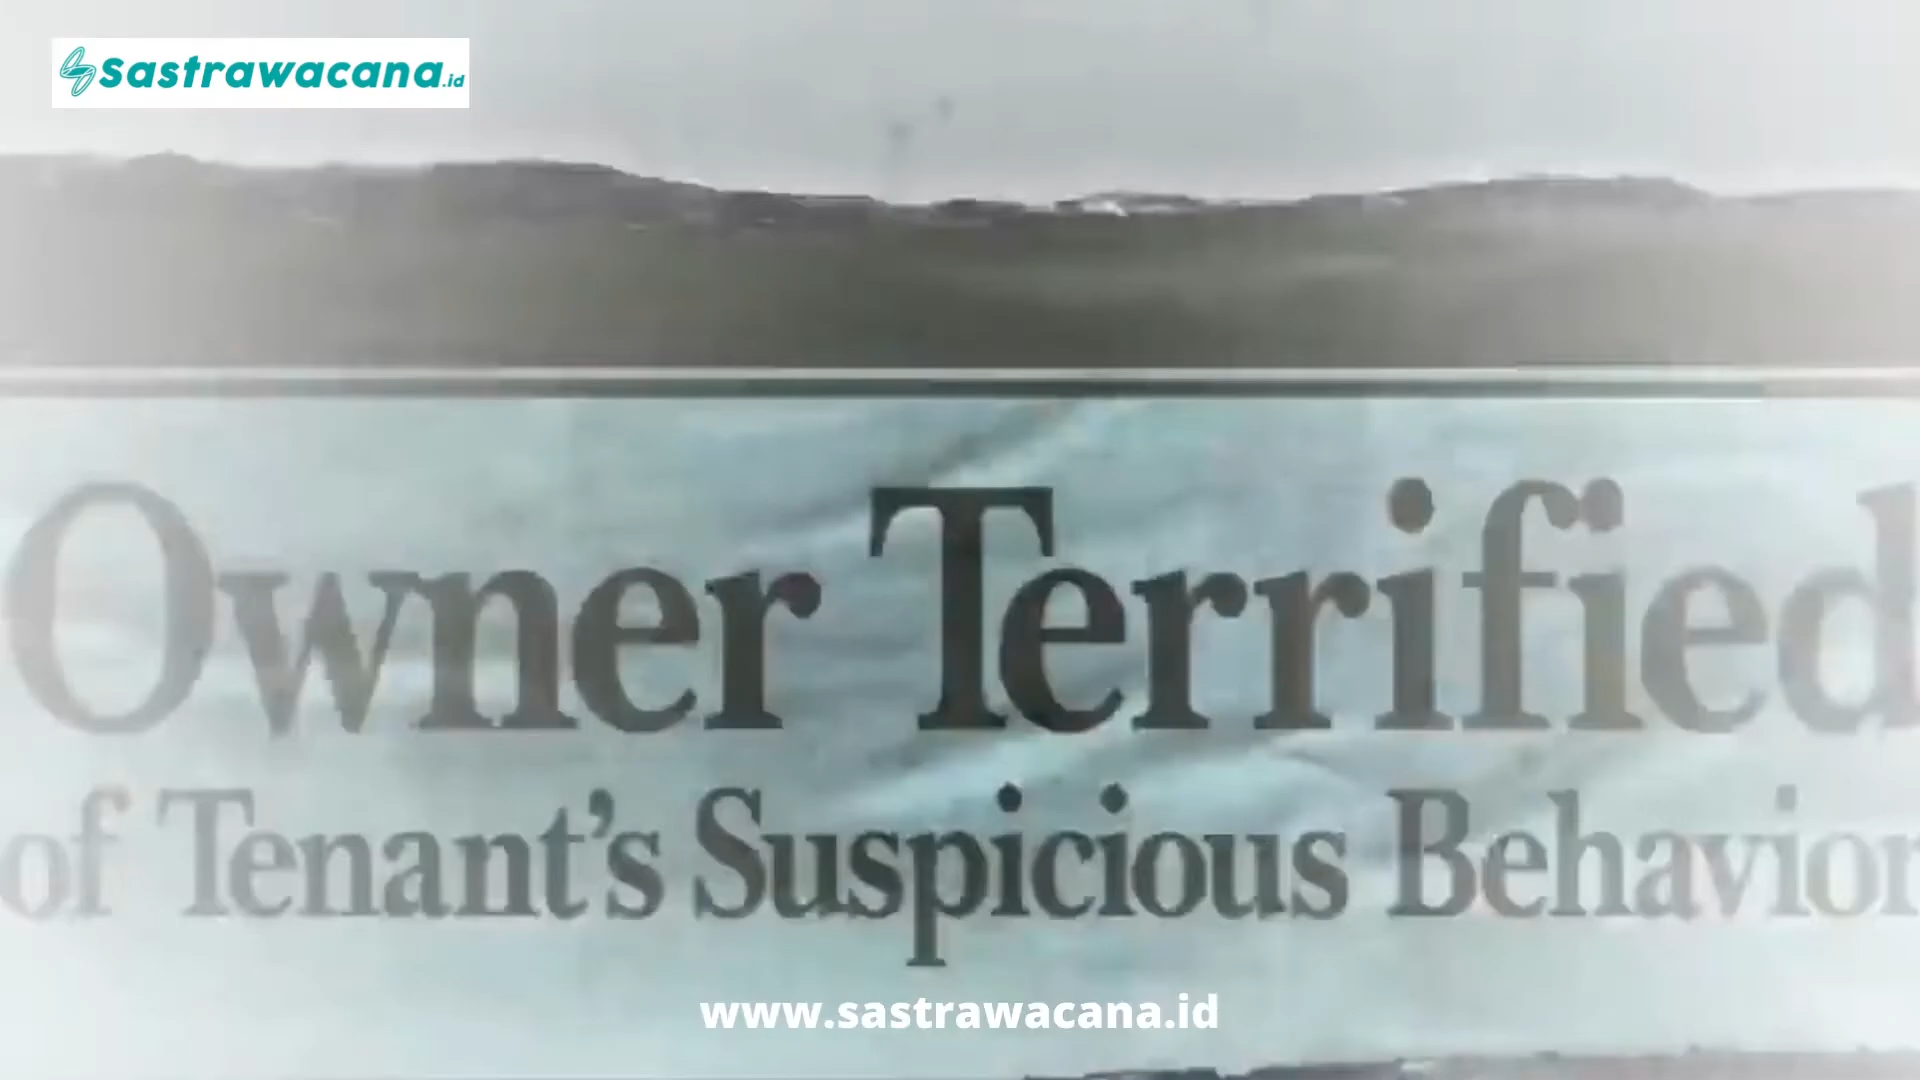 sastrawacana.id
Owner Terrified
of Tenant's Suspicious Behavior
www.sastrawacana.id